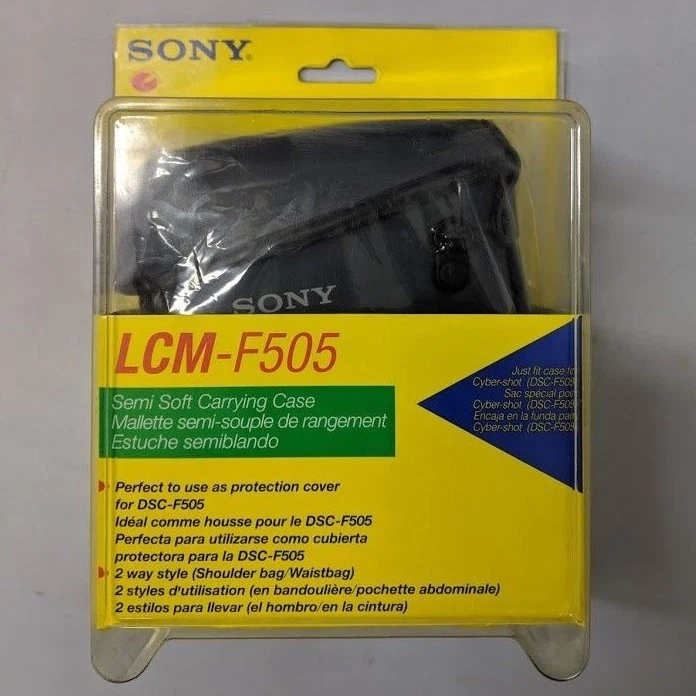 SONY®
SONY
LCM-F505
Just fit case for
Cyber-shot (DSC-F505)
Sac spécial pour
Cyber-shot (DSC-F505)
Encaja en la funda para
Cyber-shot (DSC-F505)
Semi Soft Carrying Case
Mallette semi-souple de rangement
Estuche semiblando
Perfect to use as protection cover
for DSC-F505
Idéal comme housse pour le DSC-F505
Perfecta para utilizarse como cubierta
protectora para la DSC-F505
2 way style (Shoulder bag/Waistbag)
2 styles d'utilisation (en bandoulière/pochette abdominale)
2 estilos para llevar (el hombro/en la cintura)